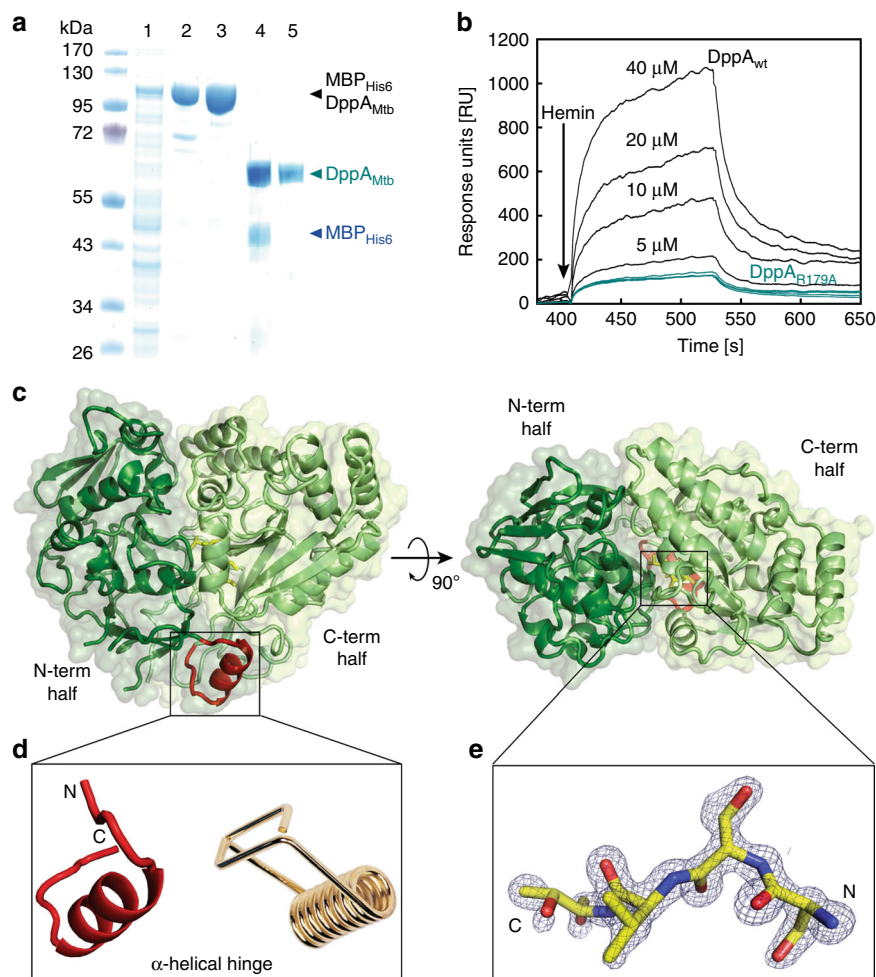 a
kDa 1 2 3 4 5
170
130
95
72
55
43
34
26
MBPHis6
DppAMtb
DppAMtb
MBPHis6
b
1200
1000
800
600
400
200
0
Response units [RU]
Hemin
40 µM
20 µM
10 µM
5 µM
DppAwt
DppAR179A
400 450 500 550 600 650
Time [s]
c
N-term
half
C-term
half
90°
N-term
half
C-term
half
d
N
C
α-helical hinge
e
C
N